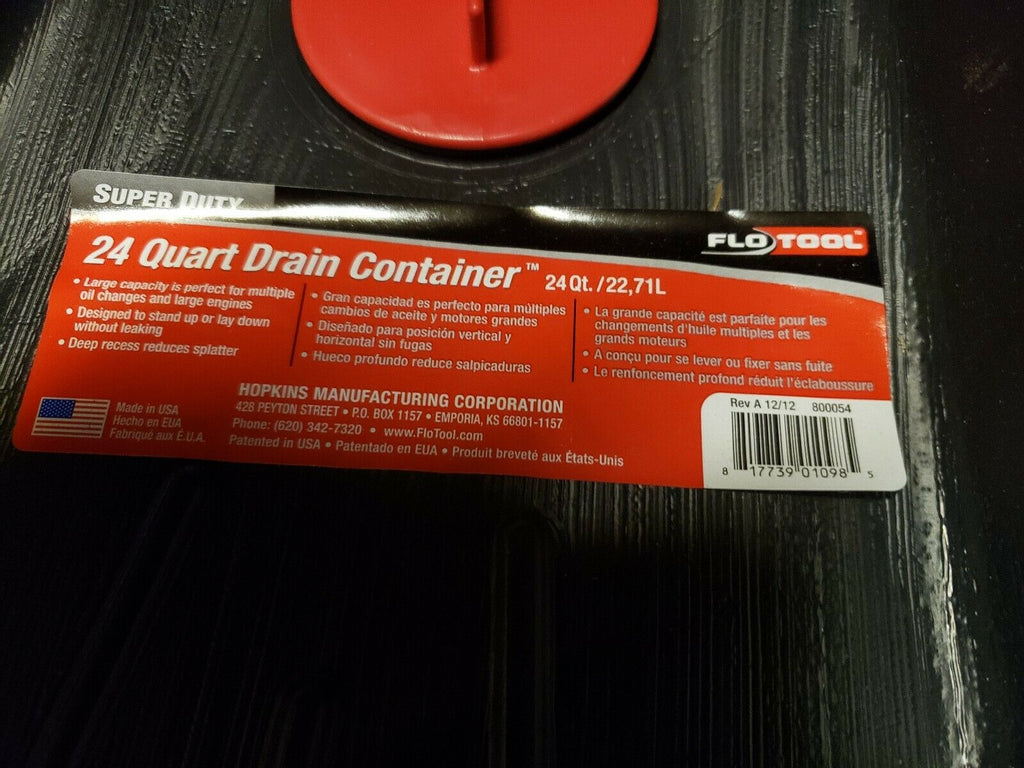 SUPER DUTY
FLOTOOL™
24 Quart Drain Container™ 24 Qt. / 22,71L
• Large capacity is perfect for multiple
oil changes and large engines
• Designed to stand up or lay down
without leaking
• Deep recess reduces splatter
• Gran capacidad es perfecto para múltiples
cambios de aceite y motores grandes
• Diseñado para posición vertical y
horizontal sin fugas
• Hueco profundo reduce salpicaduras
• La grande capacité est parfaite pour les
changements d'huile multiples et les
grands moteurs
• A conçu pour se lever ou fixer sans fuite
• Le renfoncement profond réduit l'éclaboussure
Made in USA
Hecho en EUA
Fabriqué aux É.U.A.
HOPKINS MANUFACTURING CORPORATION
428 PEYTON STREET • P.O. BOX 1157 • EMPORIA, KS 66801-1157
Phone: (620) 342-7320 • www.FloTool.com
Patented in USA • Patentado en EUA • Produit breveté aux États-Unis
Rev A 12/12 800054
8 17739 01098 5